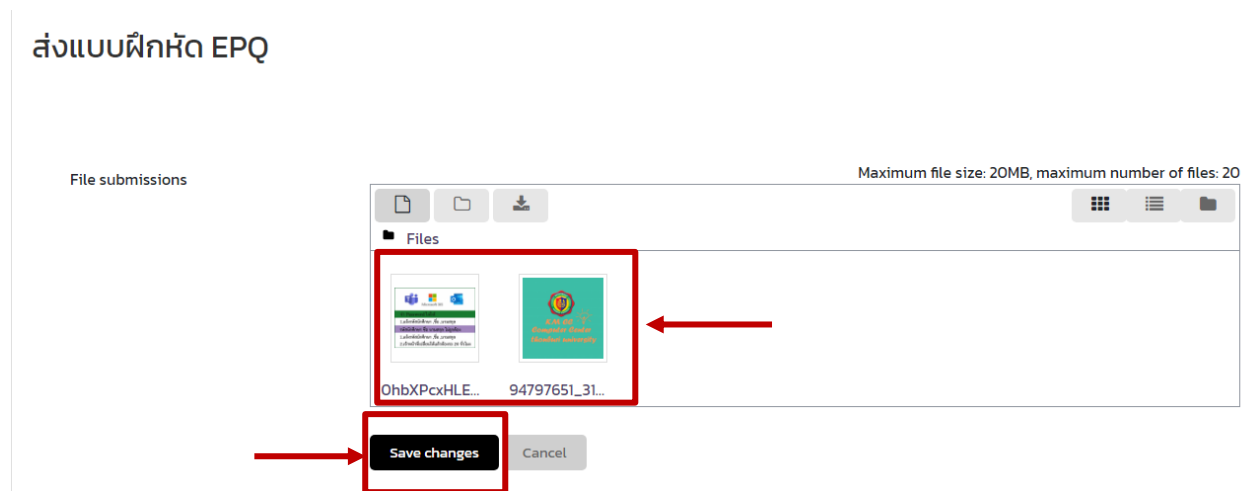 ส่งแบบฝึกหัด EPQ
Maximum file size: 20MB, maximum number of files: 20
File submissions
Files
0hbXPcxHLE...
94797651_31...
Save changes
Cancel